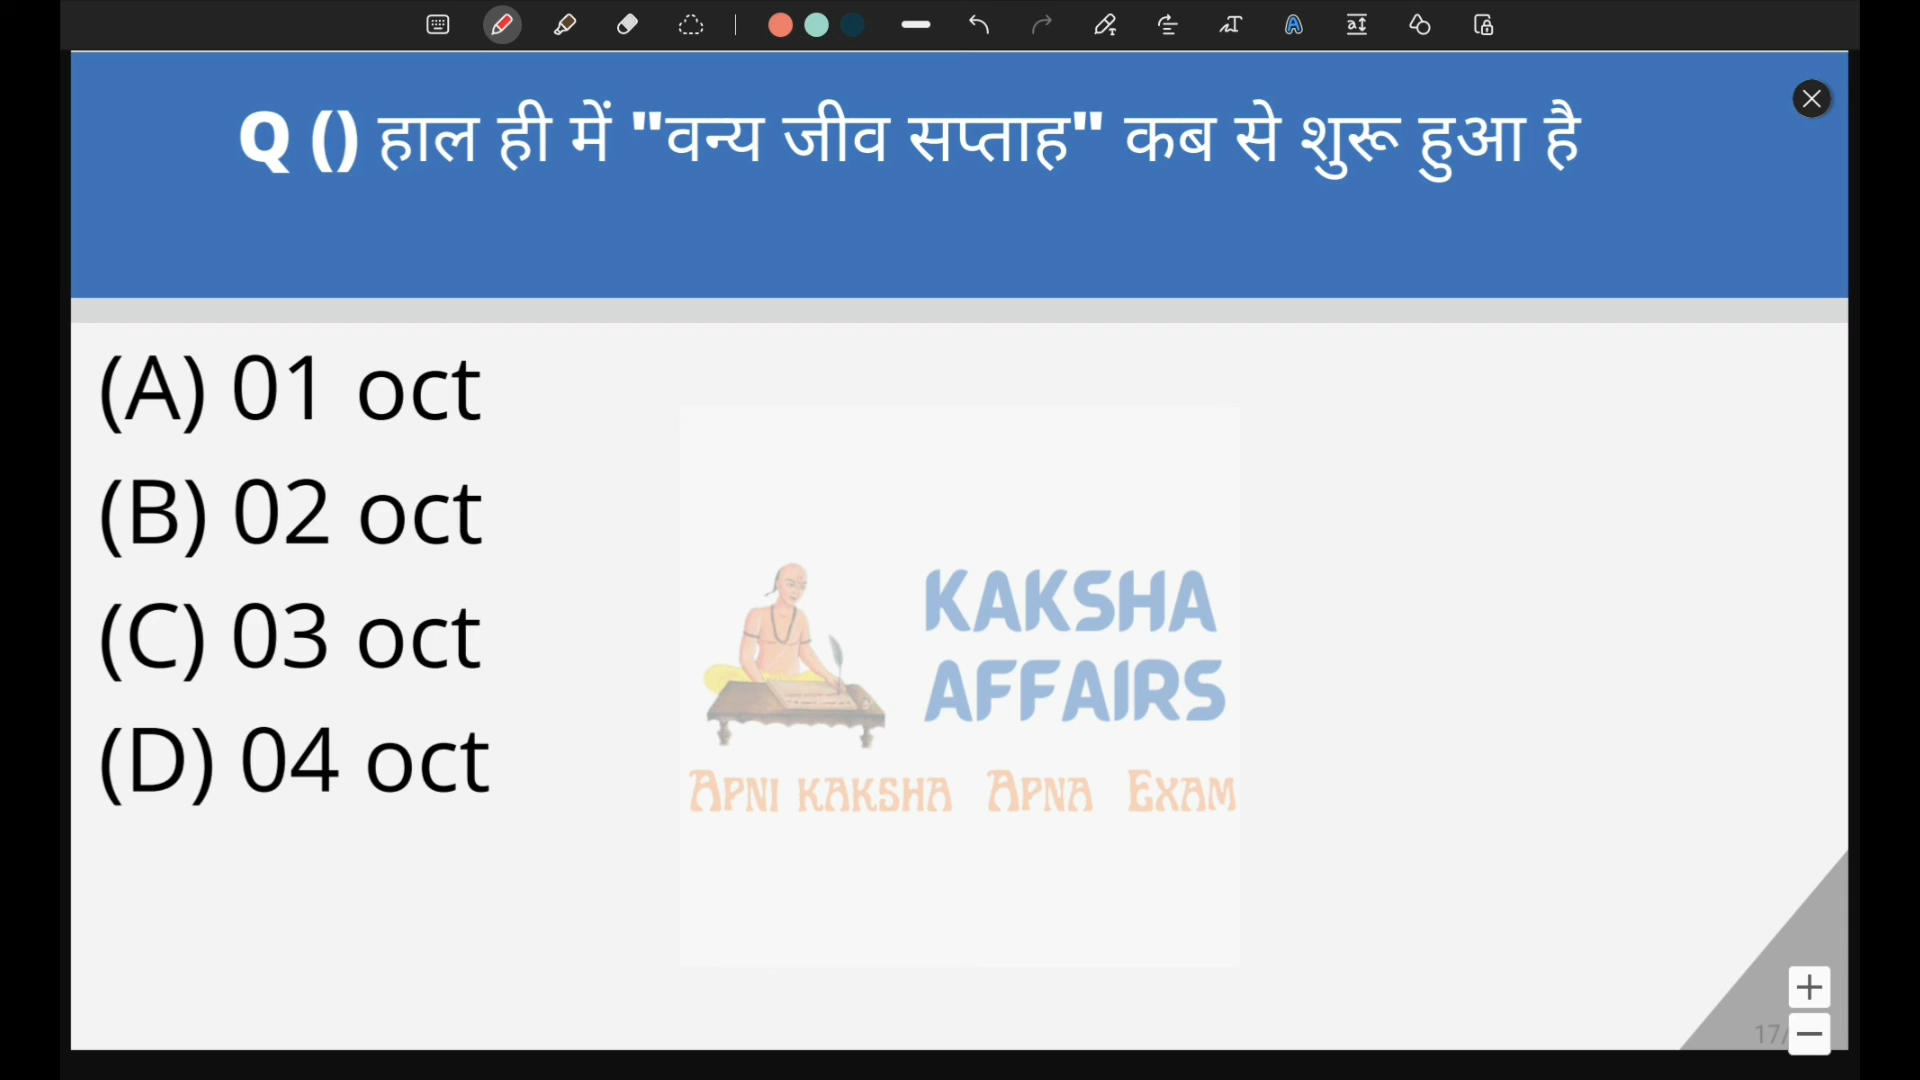 Q () हाल ही में "वन्य जीव सप्ताह" कब से शुरू हुआ है
(A) 01 oct
(B) 02 oct
(C) 03 oct
(D) 04 oct
KAKSHA
AFFAIRS
APNI KAKSHA APNA EXAM
17/